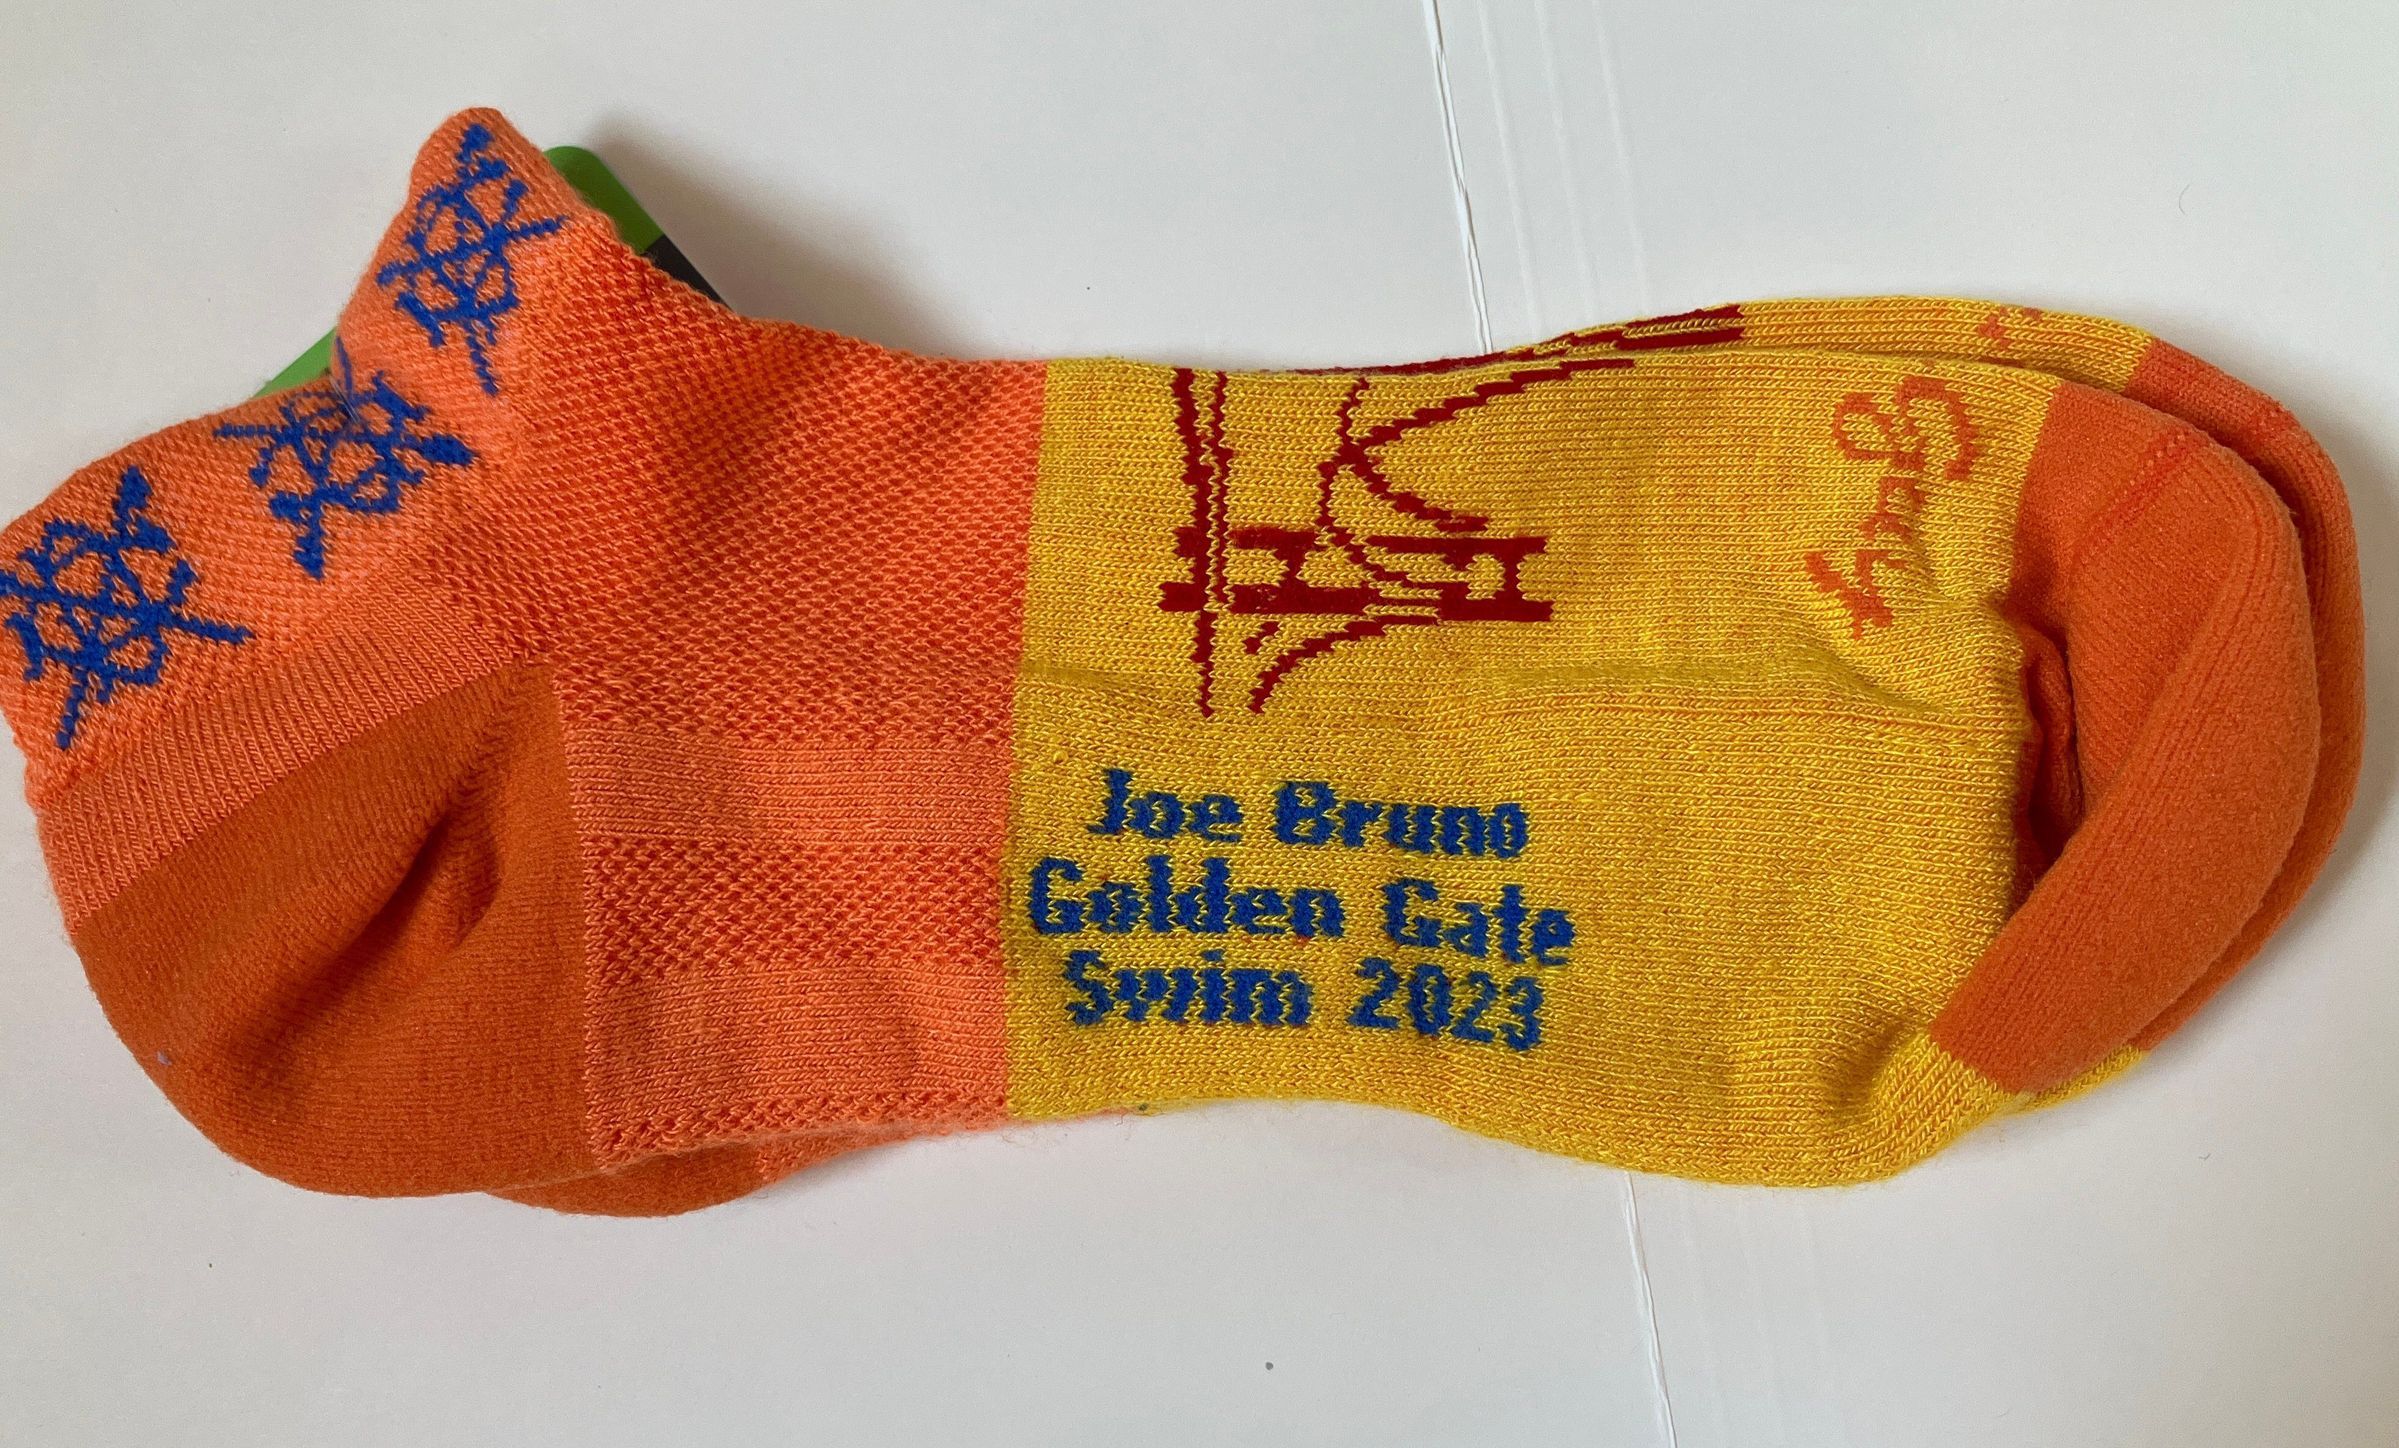 Joe Bruno
Golden Gate
Swim 2023